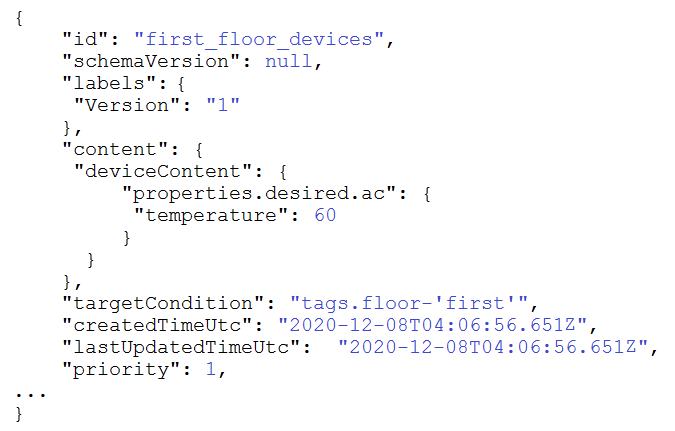 {
"id": "first_floor_devices",
"schemaVersion": null,
"labels": {
"Version": "1"
},
"content": {
"deviceContent": {
"properties.desired.ac": {
"temperature": 60
}
}
},
"targetCondition": "tags.floor-'first'",
"createdTimeUtc": "2020-12-08T04:06:56.651Z",
"lastUpdatedTimeUtc": "2020-12-08T04:06:56.651Z",
"priority": 1,
...
}